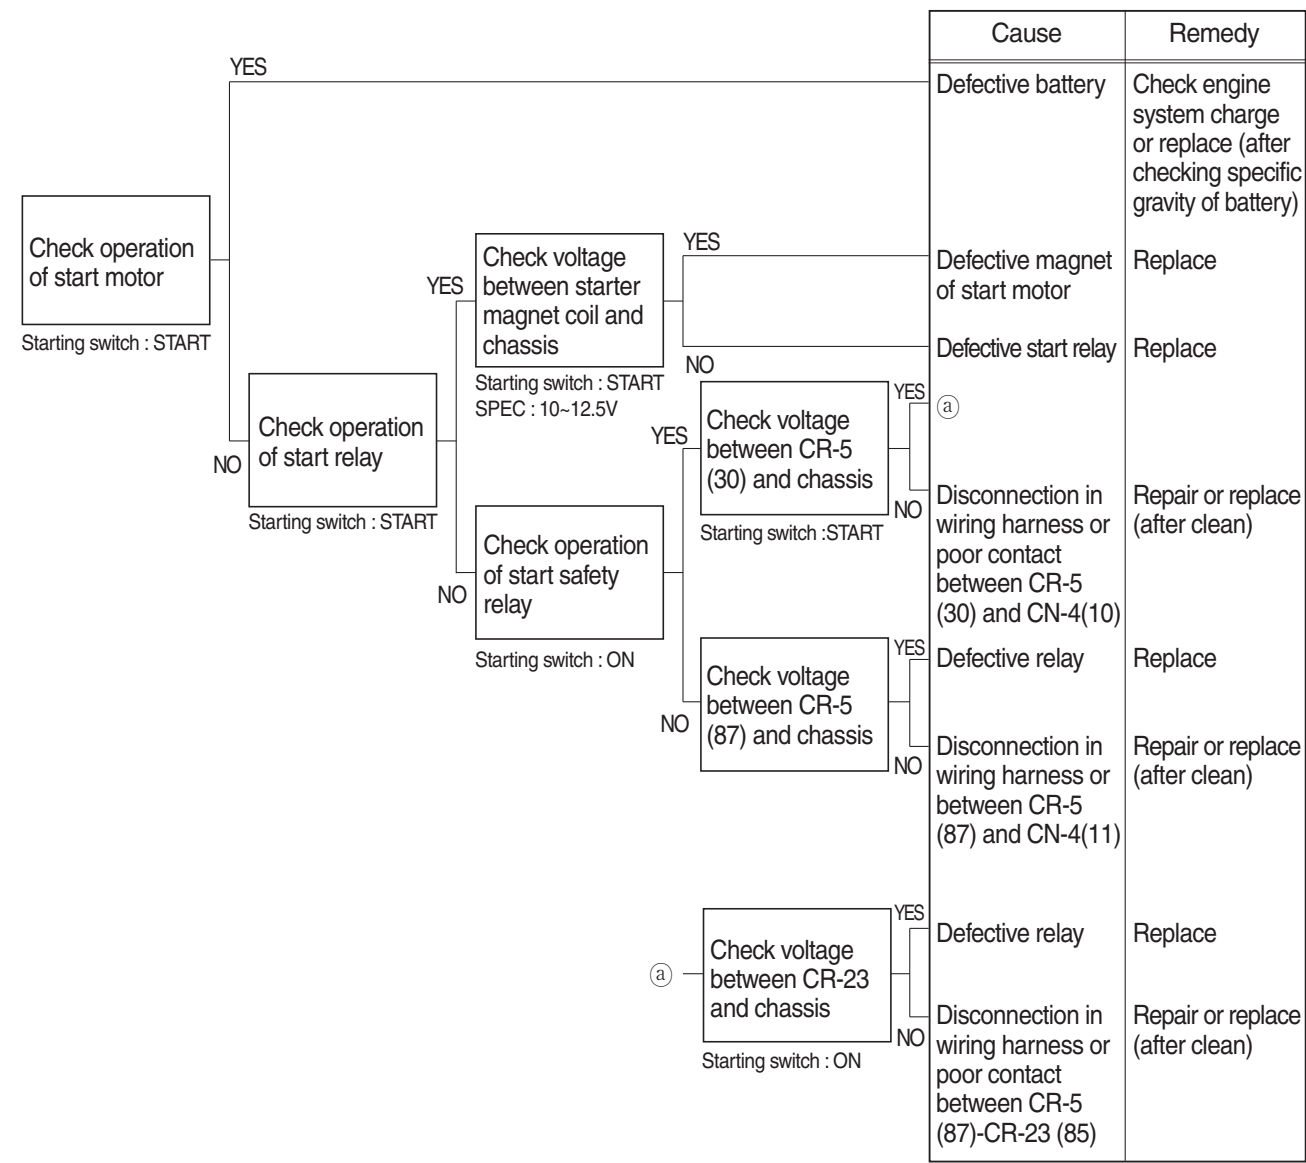 Cause
Remedy
YES
Defective battery
Check engine
system charge
or replace (after
checking specific
gravity of battery)
Check operation
of start motor
Starting switch : START
NO
Check operation
of start relay
Starting switch : START
YES
Check voltage
between starter
magnet coil and
chassis
Starting switch : START
SPEC : 10~12.5V
YES
Defective magnet
of start motor
Replace
NO
Defective start relay
Replace
NO
Check operation
of start safety
relay
Starting switch : ON
YES
Check voltage
between CR-5
(30) and chassis
Starting switch :START
YES
ⓐ
NO
Disconnection in
wiring harness or
poor contact
between CR-5
(30) and CN-4(10)
Repair or replace
(after clean)
NO
Check voltage
between CR-5
(87) and chassis
YES
Defective relay
Replace
NO
Disconnection in
wiring harness or
between CR-5
(87) and CN-4(11)
Repair or replace
(after clean)
ⓐ
Check voltage
between CR-23
and chassis
Starting switch : ON
YES
Defective relay
Replace
NO
Disconnection in
wiring harness or
poor contact
between CR-5
(87)-CR-23 (85)
Repair or replace
(after clean)